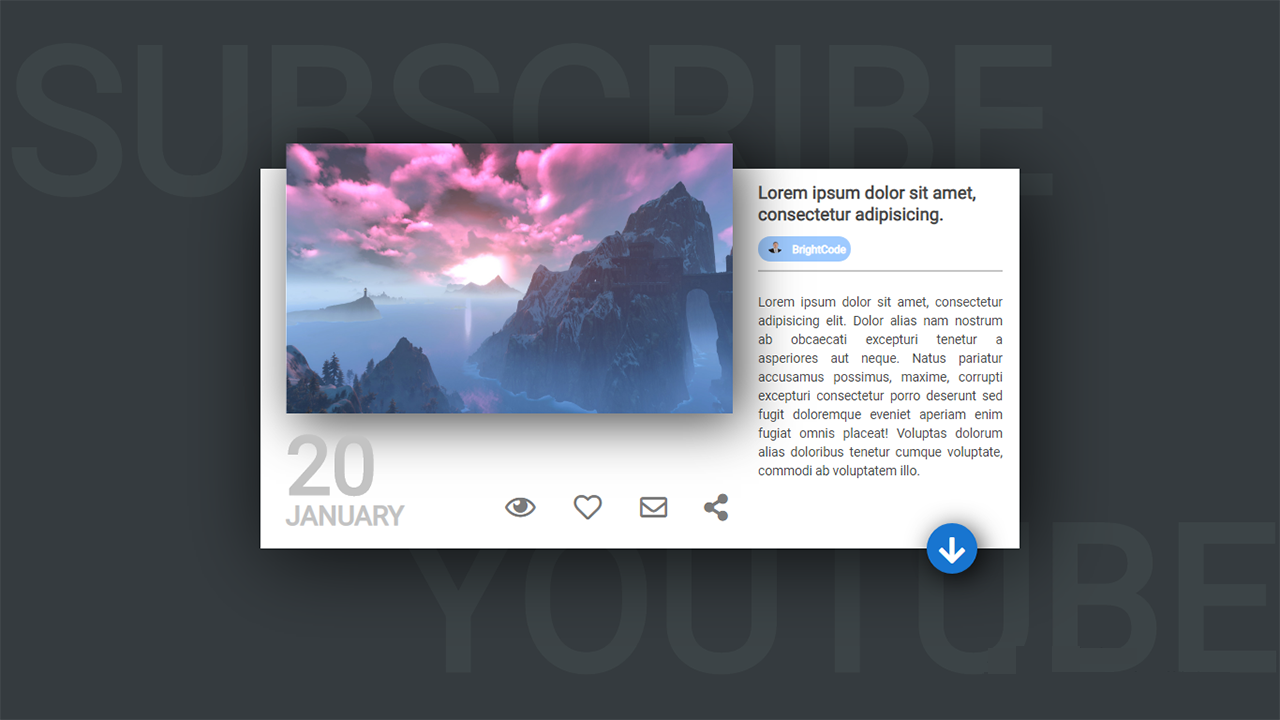 SUBSCRIBE
Lorem ipsum dolor sit amet,
consectetur adipisicing.
BrightCode
Lorem ipsum dolor sit amet, consectetur
adipisicing elit. Dolor alias nam nostrum
ab obcaecati excepturi tenetur a
asperiores aut neque. Natus pariatur
accusamus possimus, maxime, corrupti
excepturi consectetur porro deserunt sed
fugit doloremque eveniet aperiam enim
fugiat omnis placeat! Voluptas dolorum
alias doloribus tenetur cumque voluptate,
commodi ab voluptatem illo.
20
JANUARY
YOUTUBE